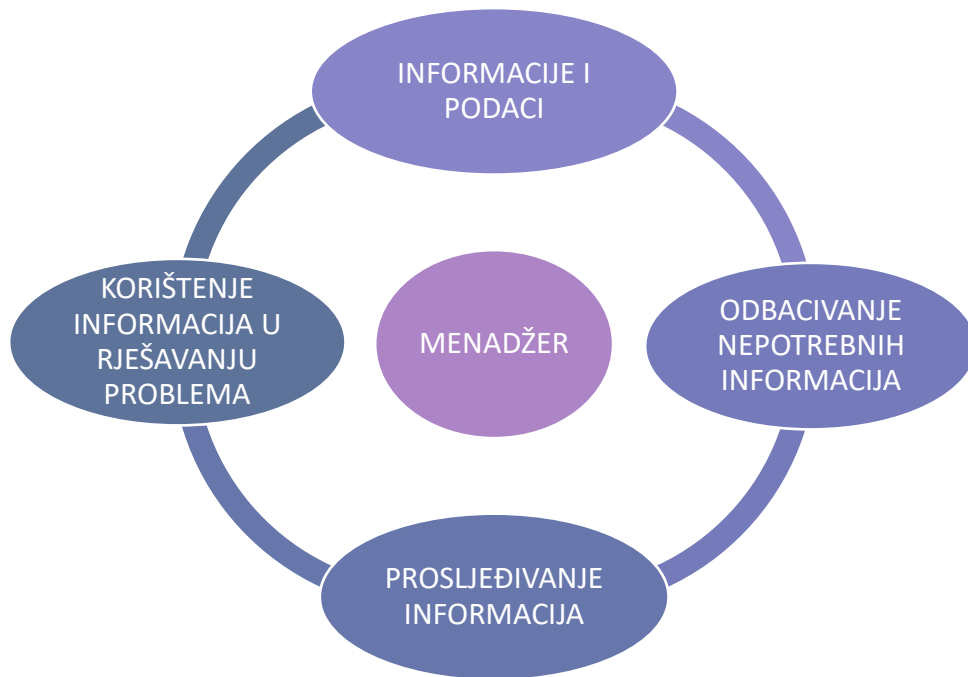 INFORMACIJE I
PODACI
ODBACIVANJE
NEPOTREBNIH
INFORMACIJA
PROSLJEĐIVANJE
INFORMACIJA
KORIŠTENJE
INFORMACIJA U
RJEŠAVANJU
PROBLEMA
MENADŽER